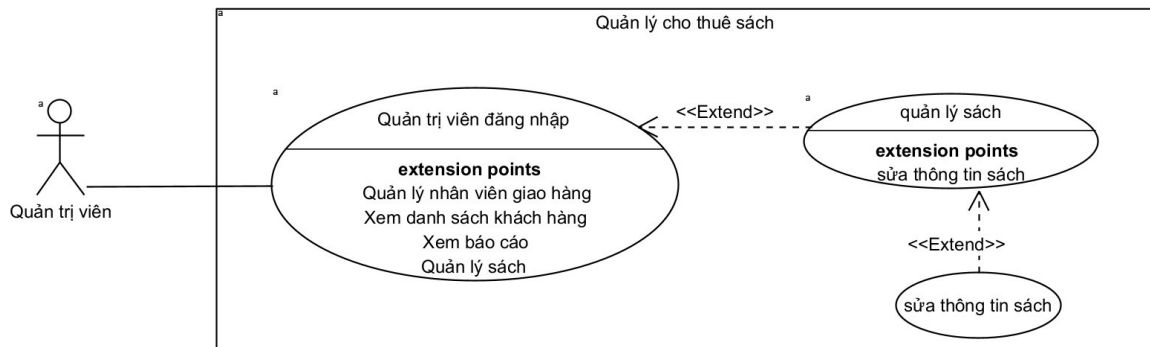 a
Quản lý cho thuê sách
a
Quản trị viên
a
Quản trị viên đăng nhập
extension points
Quản lý nhân viên giao hàng
Xem danh sách khách hàng
Xem báo cáo
Quản lý sách
<<Extend>>
a
quản lý sách
extension points
sửa thông tin sách
<<Extend>>
sửa thông tin sách